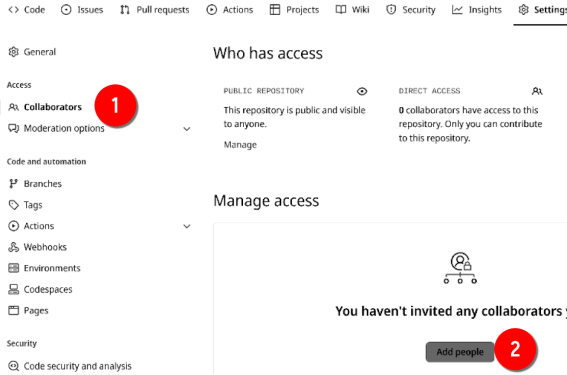 <> Code Issues Pull requests Actions Projects Wiki Security Insights Settings
General
Access
Collaborators 1
Moderation options
Code and automation
Branches
Tags
Actions
Webhooks
Environments
Codespaces
Pages
Security
Code security and analysis
Who has access
PUBLIC REPOSITORY
This repository is public and visible
to anyone.
Manage
DIRECT ACCESS
0 collaborators have access to this
repository. Only you can contribute
to this repository.
Manage access
You haven't invited any collaborators y
Add people 2